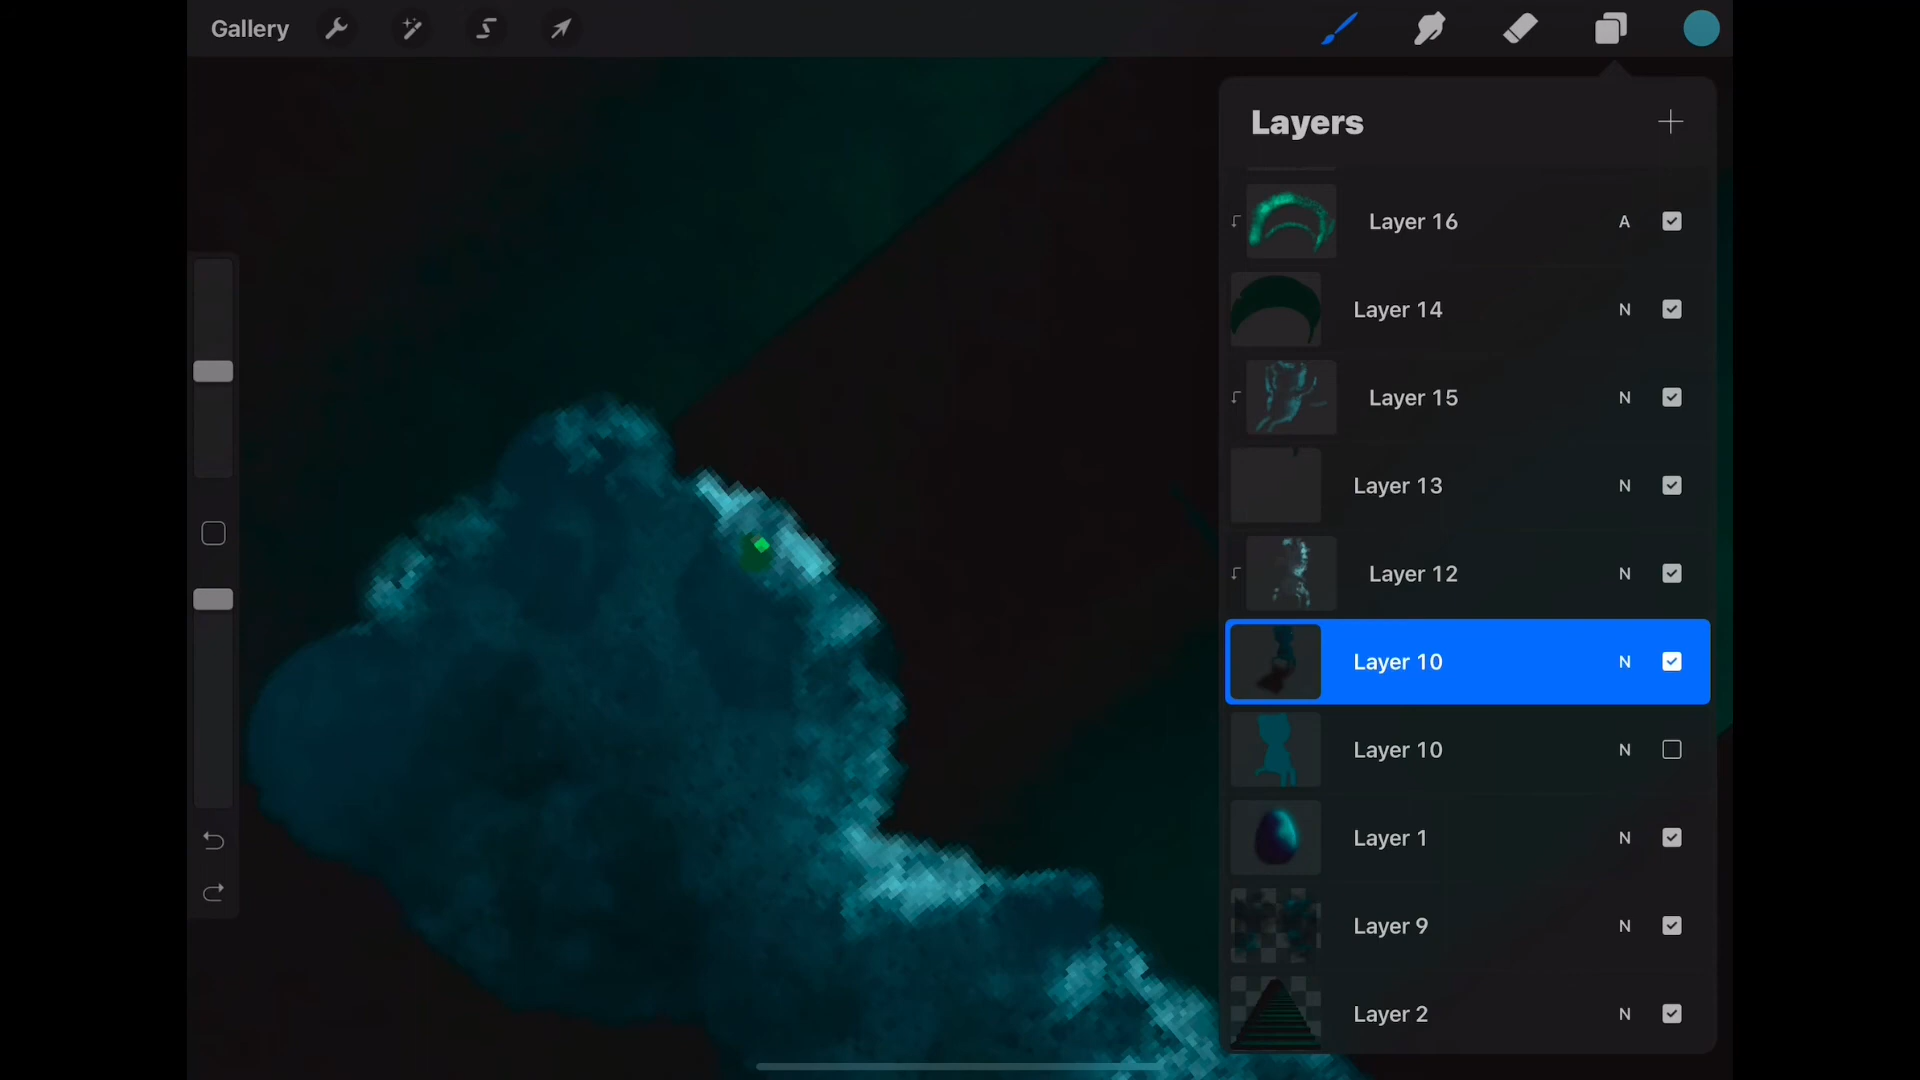 Gallery
Layers
Layer 16 A
Layer 14 N
Layer 15 N
Layer 13 N
Layer 12 N
Layer 10 N
Layer 10 N
Layer 1 N
Layer 9 N
Layer 2 N